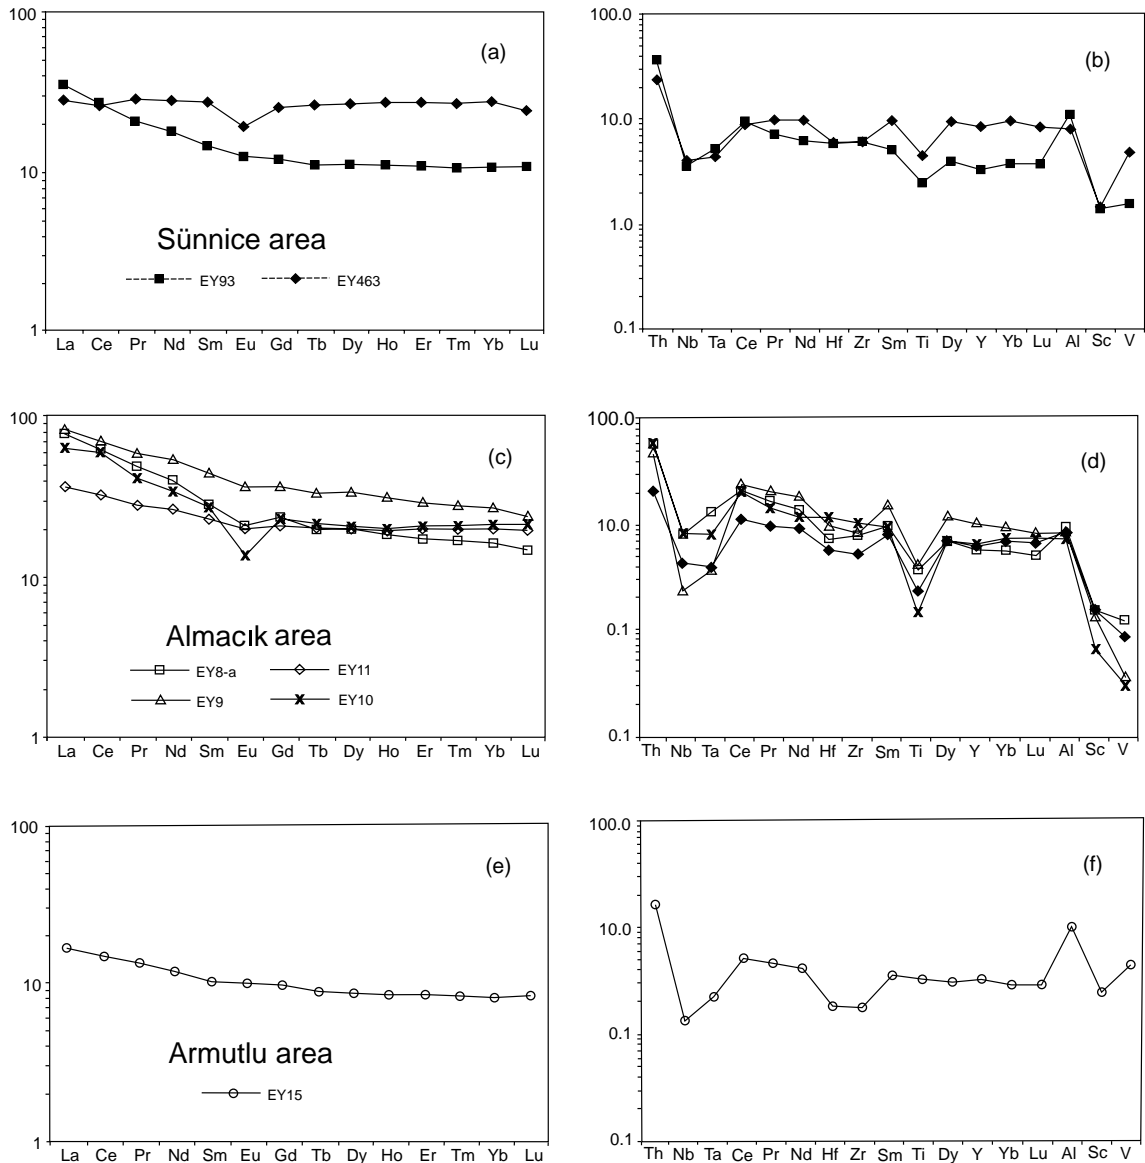 100
10
1
(a)
Sünnice area
EY93 EY463
La Ce Pr Nd Sm Eu Gd Tb Dy Ho Er Tm Yb Lu
100.0
10.0
1.0
0.1
(b)
Th Nb Ta Ce Pr Nd Hf Zr Sm Ti Dy Y Yb Lu Al Sc V
100
10
1
(c)
Almacık area
EY8-a EY11
EY9 EY10
La Ce Pr Nd Sm Eu Gd Tb Dy Ho Er Tm Yb Lu
100.0
10.0
0.1
0.1
(d)
Th Nb Ta Ce Pr Nd Hf Zr Sm Ti Dy Y Yb Lu Al Sc V
100
10
1
(e)
Armutlu area
EY15
La Ce Pr Nd Sm Eu Gd Tb Dy Ho Er Tm Yb Lu
100.0
10.0
0.1
0.1
(f)
Th Nb Ta Ce Pr Nd Hf Zr Sm Ti Dy Y Yb Lu Al Sc V